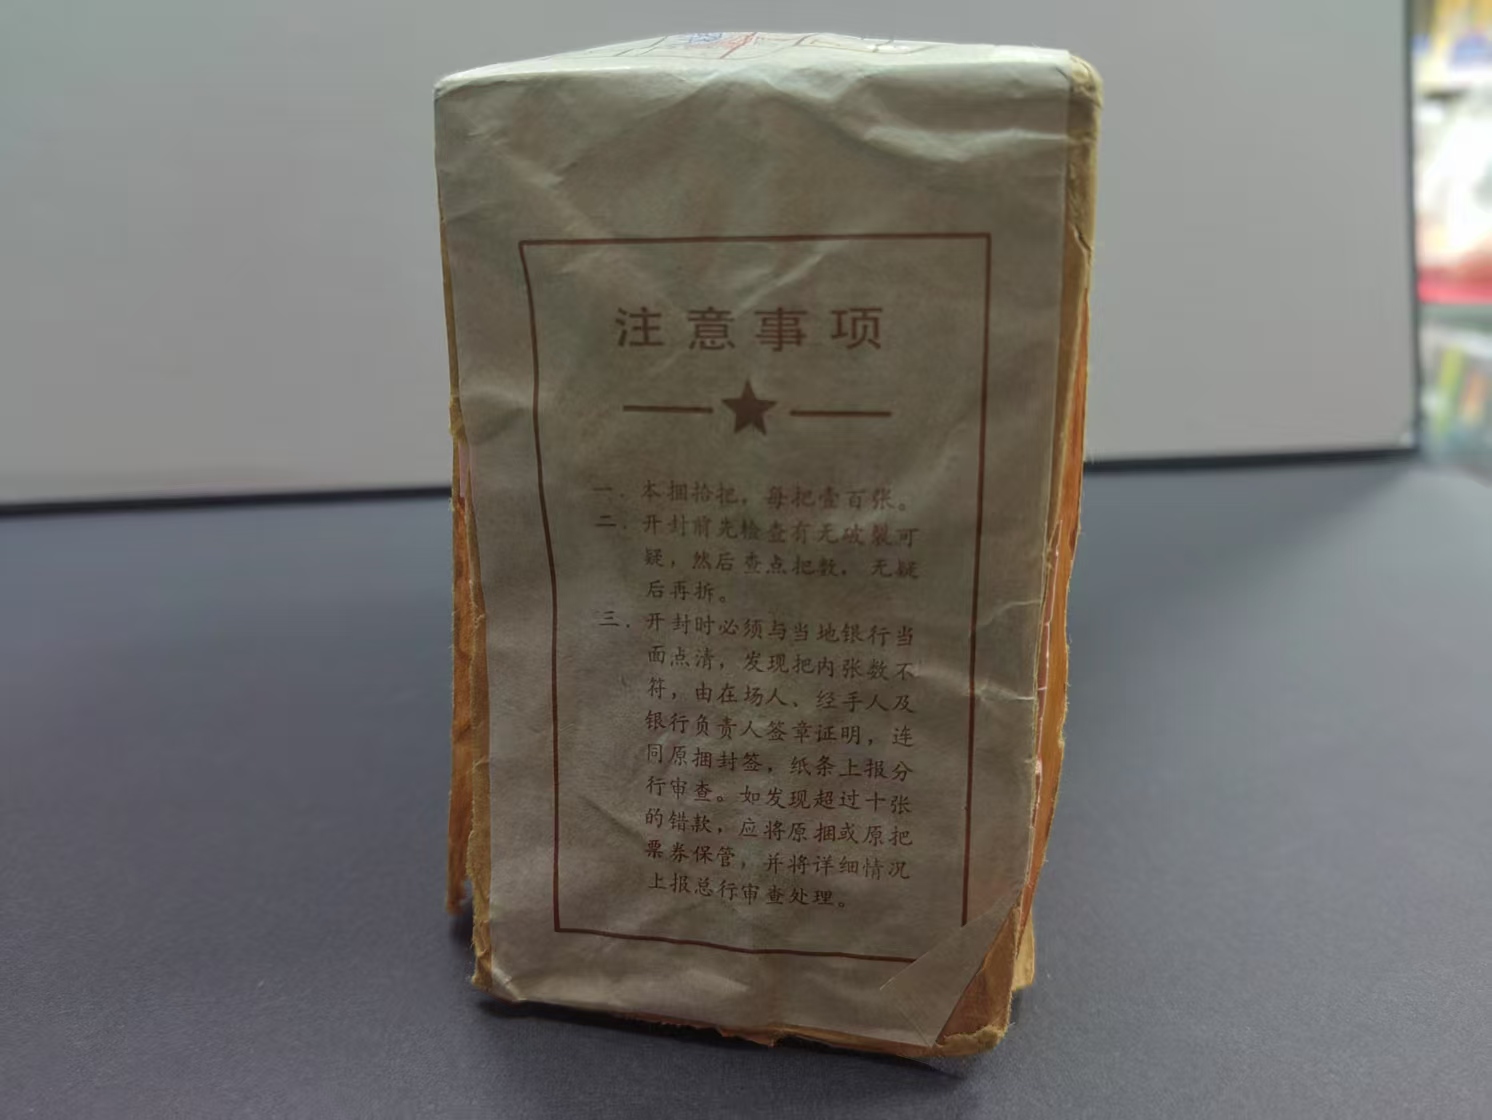 注意事项
一．本捆拾把，每把壹百张。
二．开封前先检查有无破裂可
疑，然后查点把数．无疑
后再拆。
三．开封时必须与当地银行当
面点清，发现把内张数不
符，由在场人、经手人及
银行负责人签章证明，连
同原捆封签，纸条上报分
行审查。如发现超过十张
的错款，应将原捆或原把
票券保管，并将详细情况
上报总行审查处理。